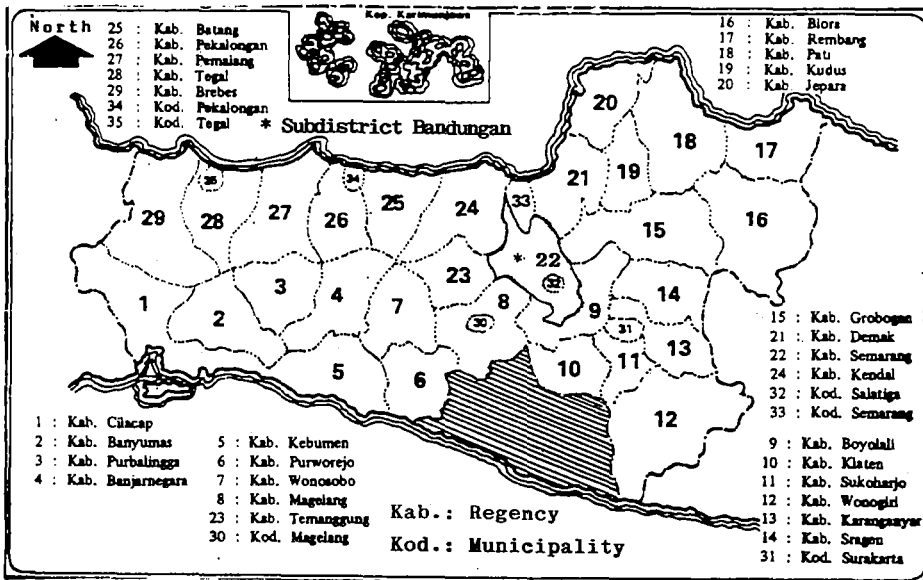 North
25 : Kab. Batang
26 : Kab. Pekalongan
27 : Kab. Pemalang
28 : Kab. Tegal
29 : Kab. Brebes
34 : Kod. Pekalongan
35 : Kod. Tegal
* Subdistrict Bandungan
Kep. Karimunjawa
16 : Kab. Blora
17 : Kab. Rembang
18 : Kab. Pati
19 : Kab. Kudus
20 : Kab. Jepara
20
18
17
19
21
33
35
34
29
28
27
26
25
24
15
16
* 22
32
23
1
2
3
4
7
8
9
14
30
31
5
6
10
11
13
12
15 : Kab. Grobogan
21 : Kab. Demak
22 : Kab. Semarang
24 : Kab. Kendal
32 : Kod. Salatiga
33 : Kod. Semarang
1 : Kab. Cilacap
2 : Kab. Banyumas
3 : Kab. Purbalingga
4 : Kab. Banjarnegara
5 : Kab. Kebumen
6 : Kab. Purworejo
7 : Kab. Wonosobo
8 : Kab. Magelang
23 : Kab. Temanggung
30 : Kod. Magelang
Kab.: Regency
Kod.: Municipality
9 : Kab. Boyolali
10 : Kab. Klaten
11 : Kab. Sukoharjo
12 : Kab. Wonogiri
13 : Kab. Karanganyar
14 : Kab. Sragen
31 : Kod. Surakarta